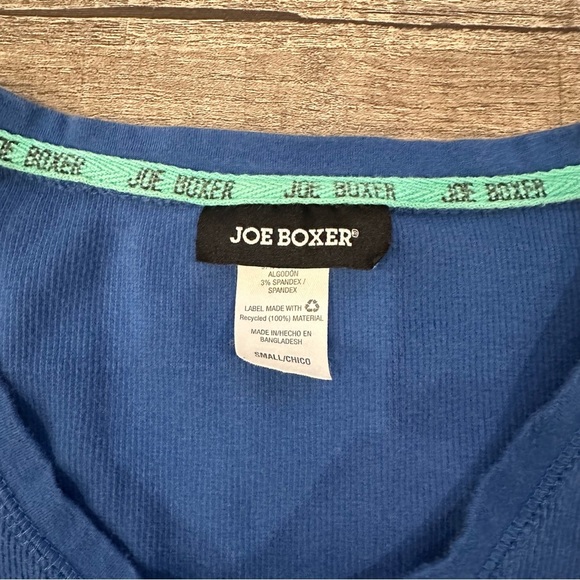 JOE BOXER JOE BOXER JOE BOXER JOE BOXER
JOE BOXER®
ALGODÓN
3% SPANDEX /
SPANDEX
LABEL MADE WITH
Recycled (100%) MATERIAL
MADE IN/HECHO EN
BANGLADESH
SMALL/CHICO